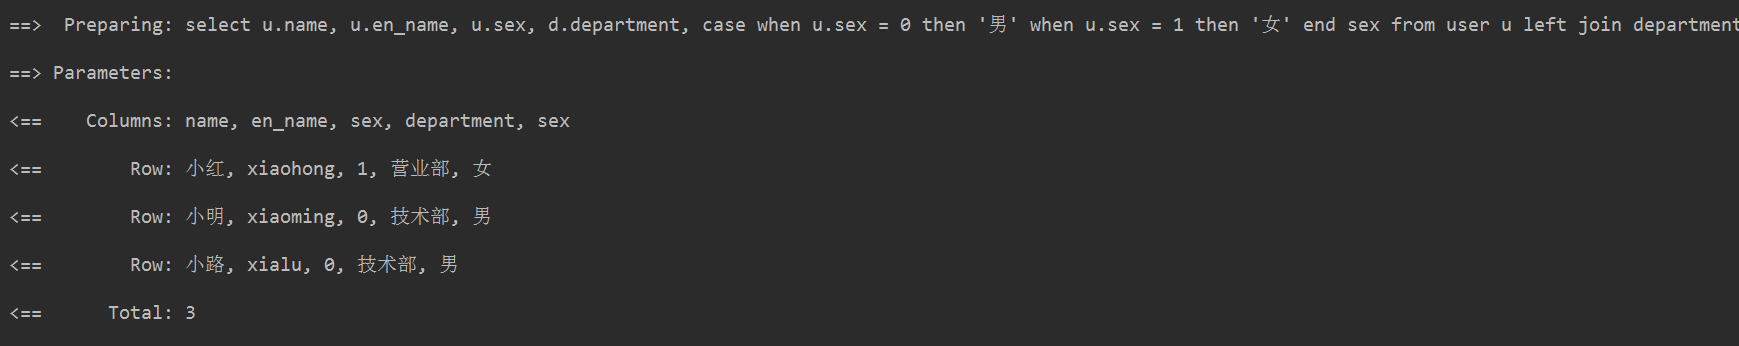 ==>  Preparing: select u.name, u.en_name, u.sex, d.department, case when u.sex = 0 then '男' when u.sex = 1 then '女' end sex from user u left join department
==> Parameters:
<==    Columns: name, en_name, sex, department, sex
<==        Row: 小红, xiaohong, 1, 营业部, 女
<==        Row: 小明, xiaoming, 0, 技术部, 男
<==        Row: 小路, xialu, 0, 技术部, 男
<==      Total: 3